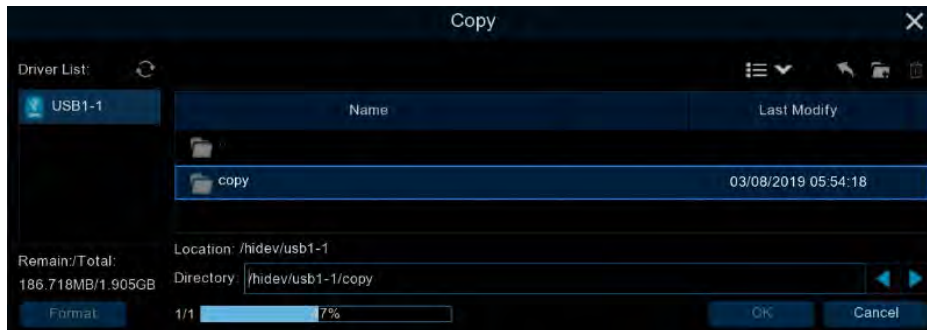 Copy
Driver List:
USB1-1
Name
Last Modify
copy
03/08/2019 05:54:18
Location: /hidev/usb1-1
Remain:/Total:
186.718MB/1.905GB
Directory: /hidev/usb1-1/copy
Format
1/1
47%
OK
Cancel